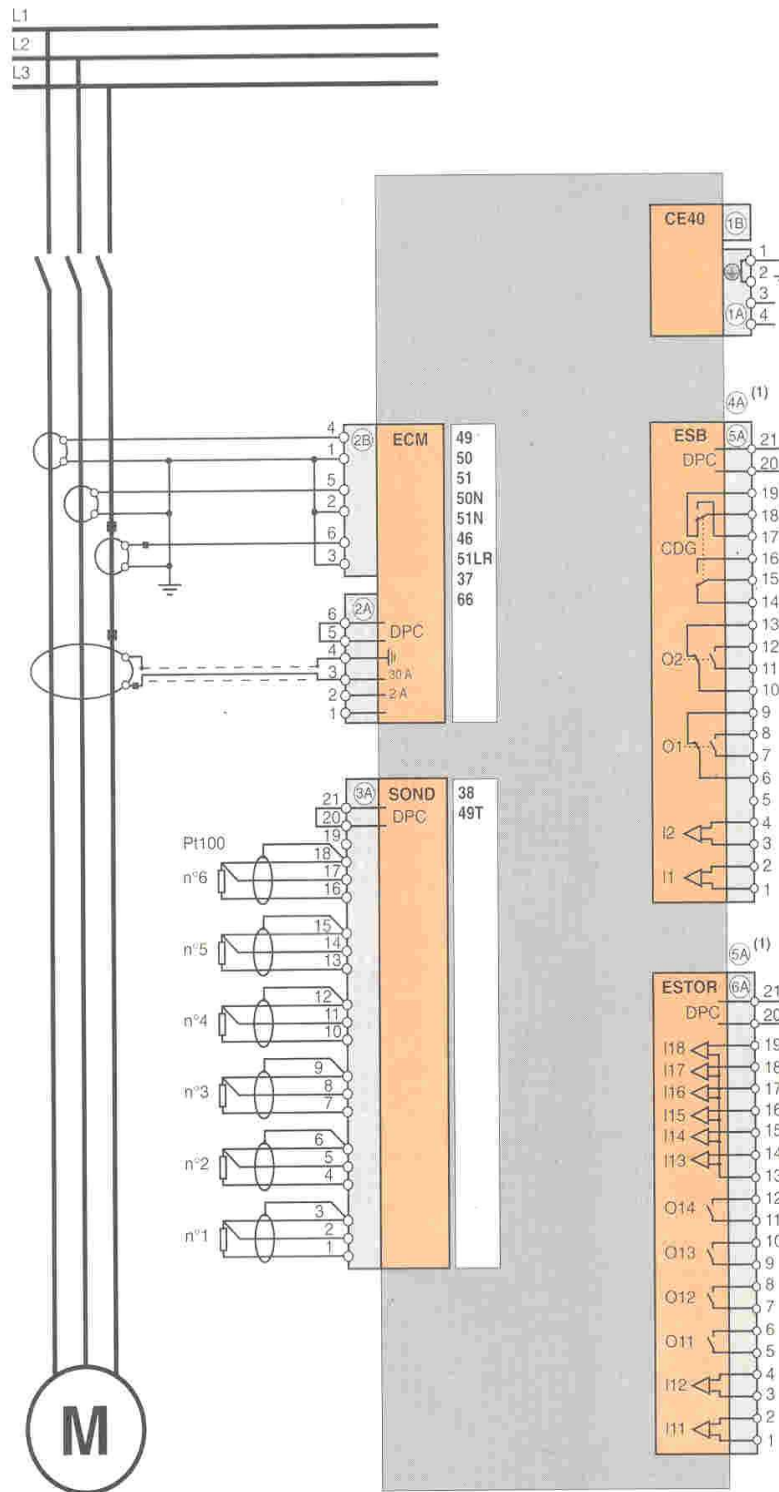 L1
L2
L3
CE40
1B
1
2
3
1A
4
4A (1)
4
2B
ECM
1
5
2
6
3
49
50
51
50N
51N
46
51LR
37
66
ESB
5A
DPC
21
20
19
18
17
CDG
16
15
14
13
O2
12
11
10
9
O1
8
7
6
5
I2
4
3
I1
2
1
2A
6
5
DPC
4
3
30 A
2
2 A
1
3A
SOND
38
49T
21
20
DPC
19
Pt100
18
17
n°6
16
15
n°5
14
13
12
n°4
11
10
9
n°3
8
7
6
n°2
5
4
3
n°1
2
1
5A (1)
ESTOR
6A
DPC
21
20
I18
19
I17
18
I16
17
I15
16
I14
15
I13
14
13
O14
12
11
O13
10
9
O12
8
7
O11
6
5
I12
4
3
I11
2
1
M